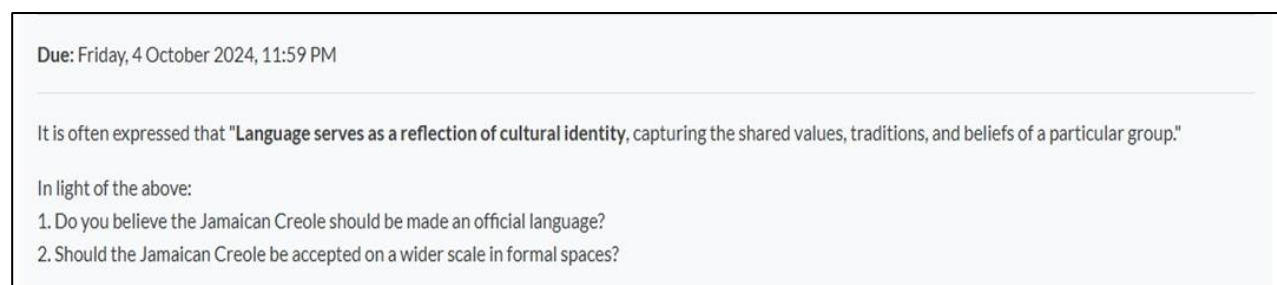 Due: Friday, 4 October 2024, 11:59 PM
It is often expressed that "Language serves as a reflection of cultural identity, capturing the shared values, traditions, and beliefs of a particular group."
In light of the above:
1. Do you believe the Jamaican Creole should be made an official language?
2. Should the Jamaican Creole be accepted on a wider scale in formal spaces?